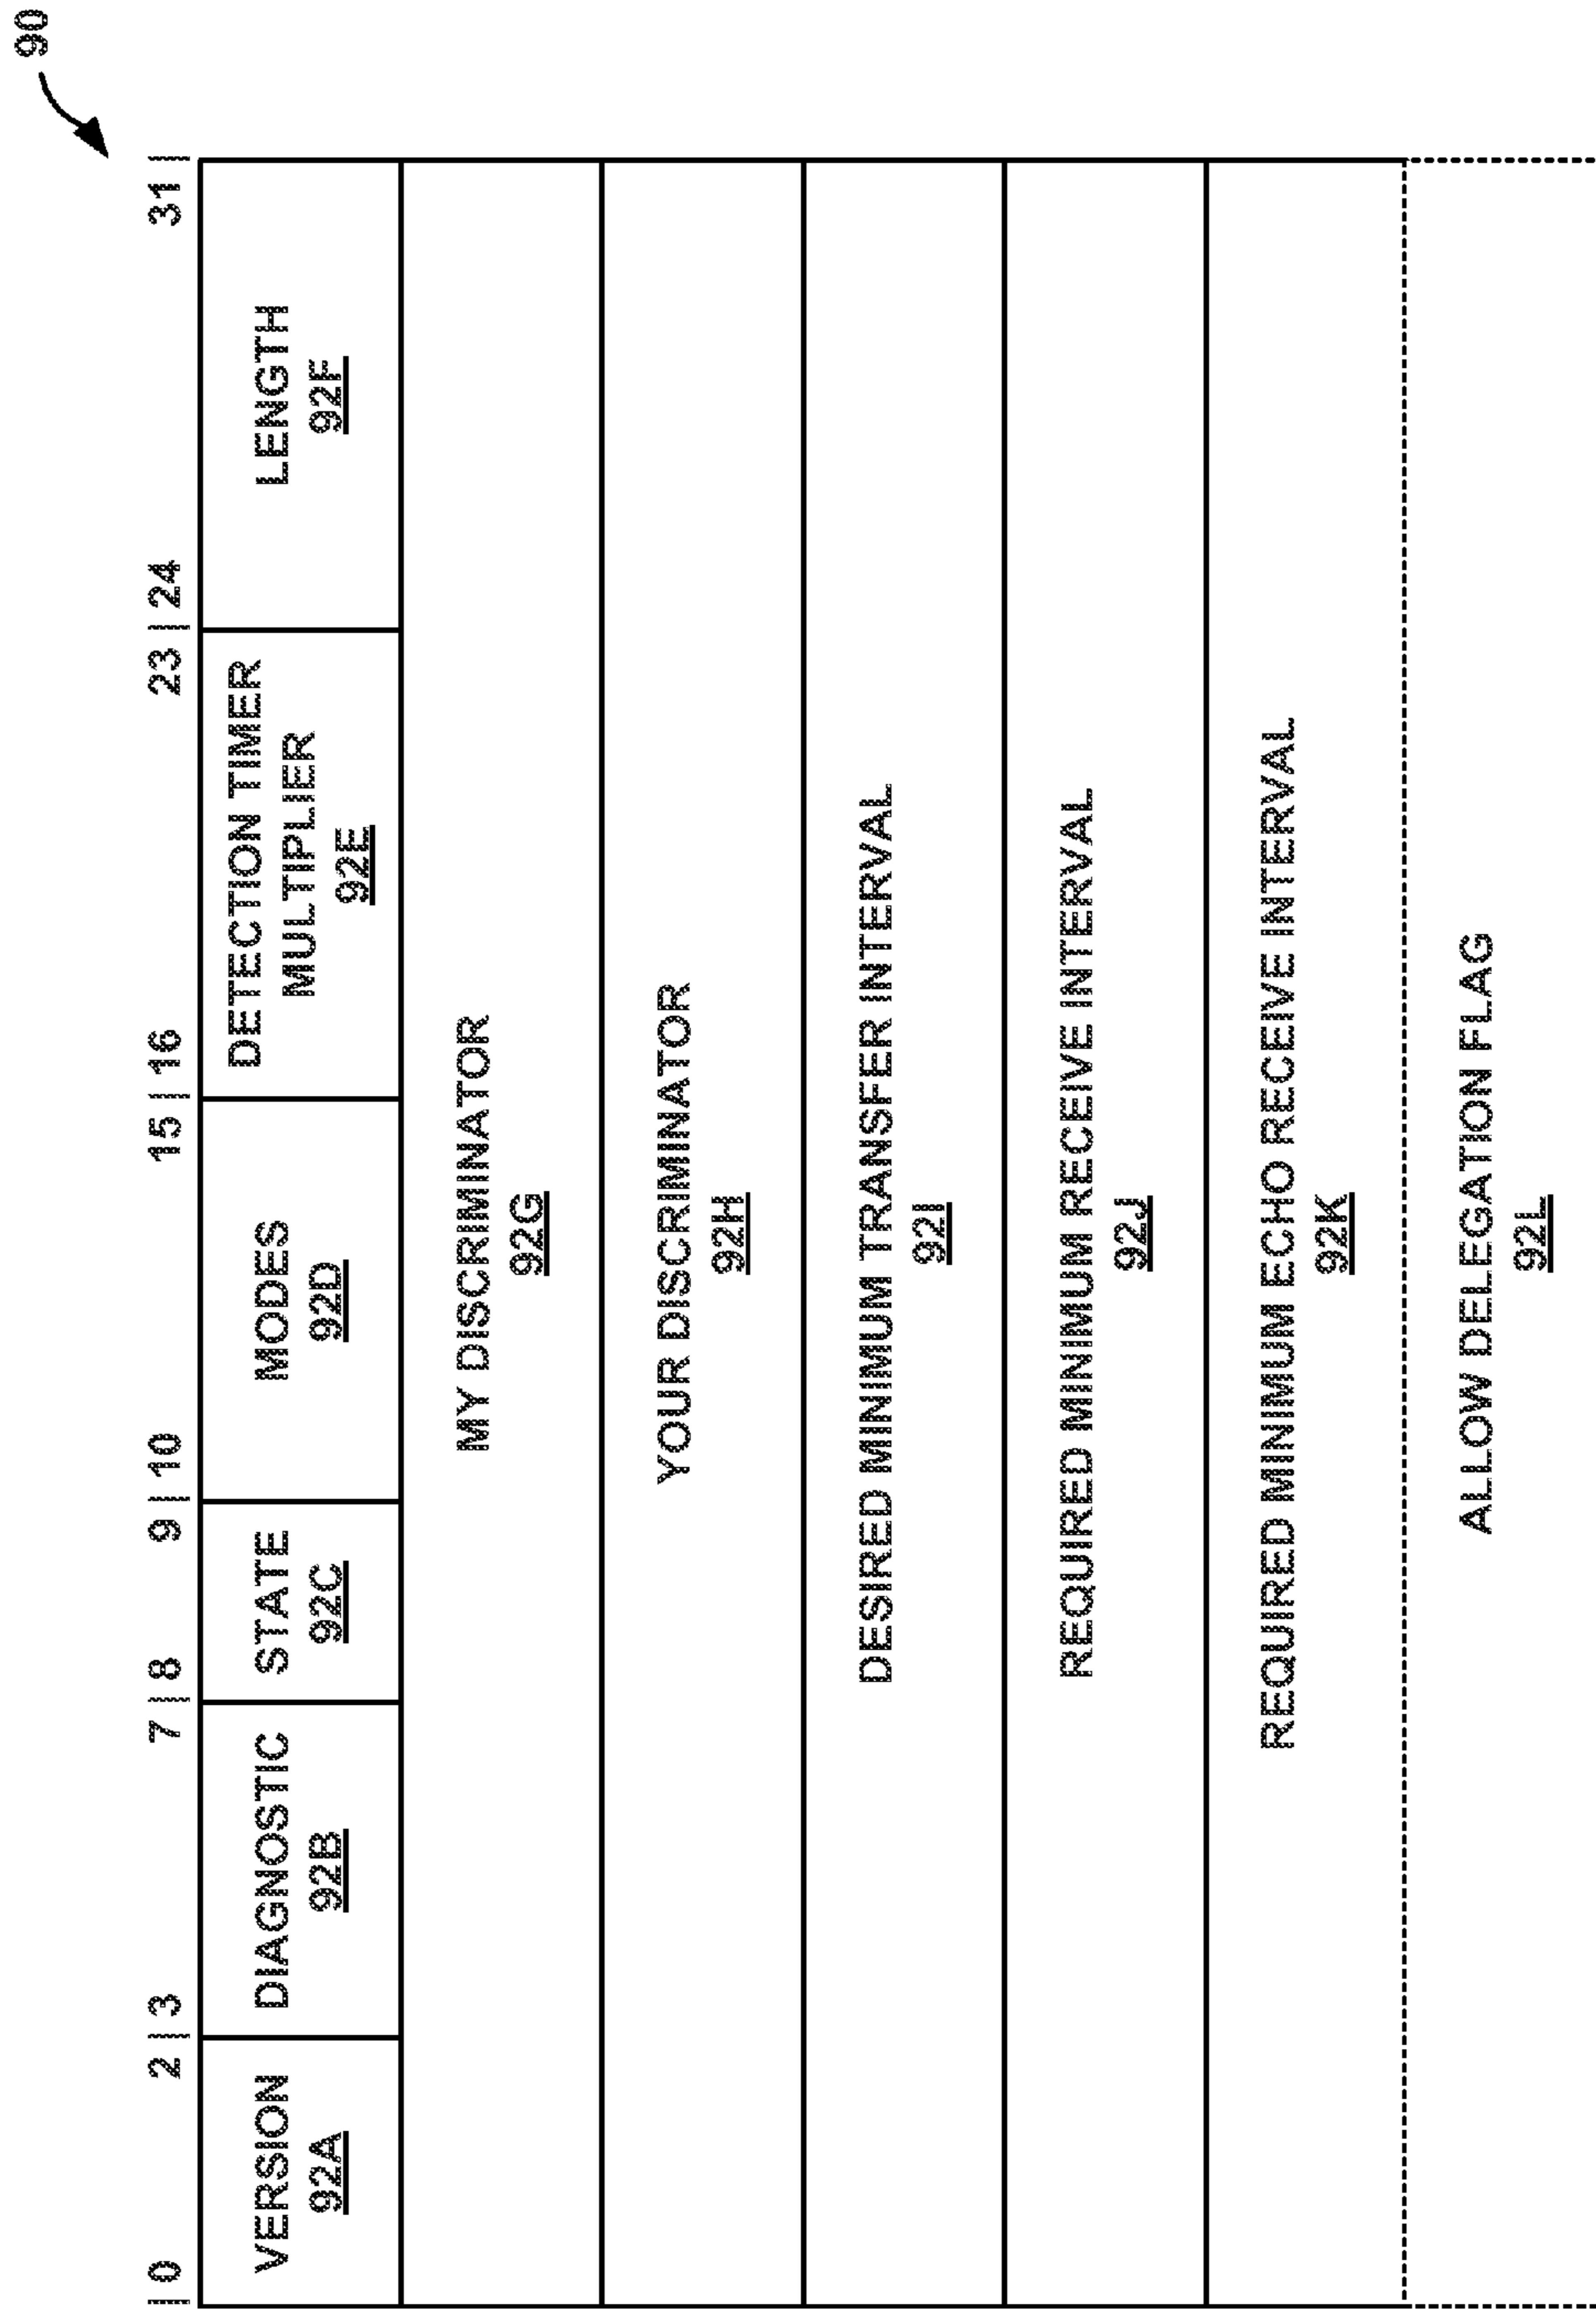 90
0 2 3 7 8 9 10 15 16 23 24 31
VERSION
92A
DIAGNOSTIC
92B
STATE
92C
MODES
92D
DETECTION TIMER
MULTIPLIER
92E
LENGTH
92F
MY DISCRIMINATOR
92G
YOUR DISCRIMINATOR
92H
DESIRED MINIMUM TRANSFER INTERVAL
92I
REQUIRED MINIMUM RECEIVE INTERVAL
92J
REQUIRED MINIMUM ECHO RECEIVE INTERVAL
92K
ALLOW DELEGATION FLAG
92L